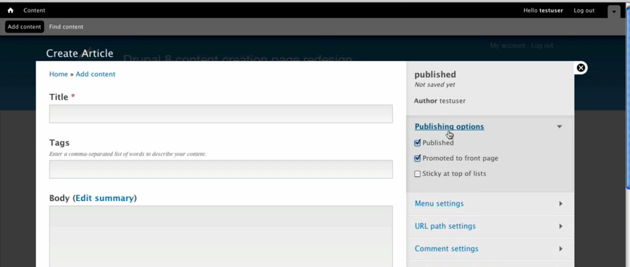 Content
Hello testuser
Log out
Add content
Find content
My account
Log out
Drupal 8 content creation page redesign
Create Article
Home » Add content
Title *
Tags
Enter a comma-separated list of words to describe your content.
Body (Edit summary)
published
Not saved yet
Author testuser
Publishing options
Published
Promoted to front page
Sticky at top of lists
Menu settings
URL path settings
Comment settings